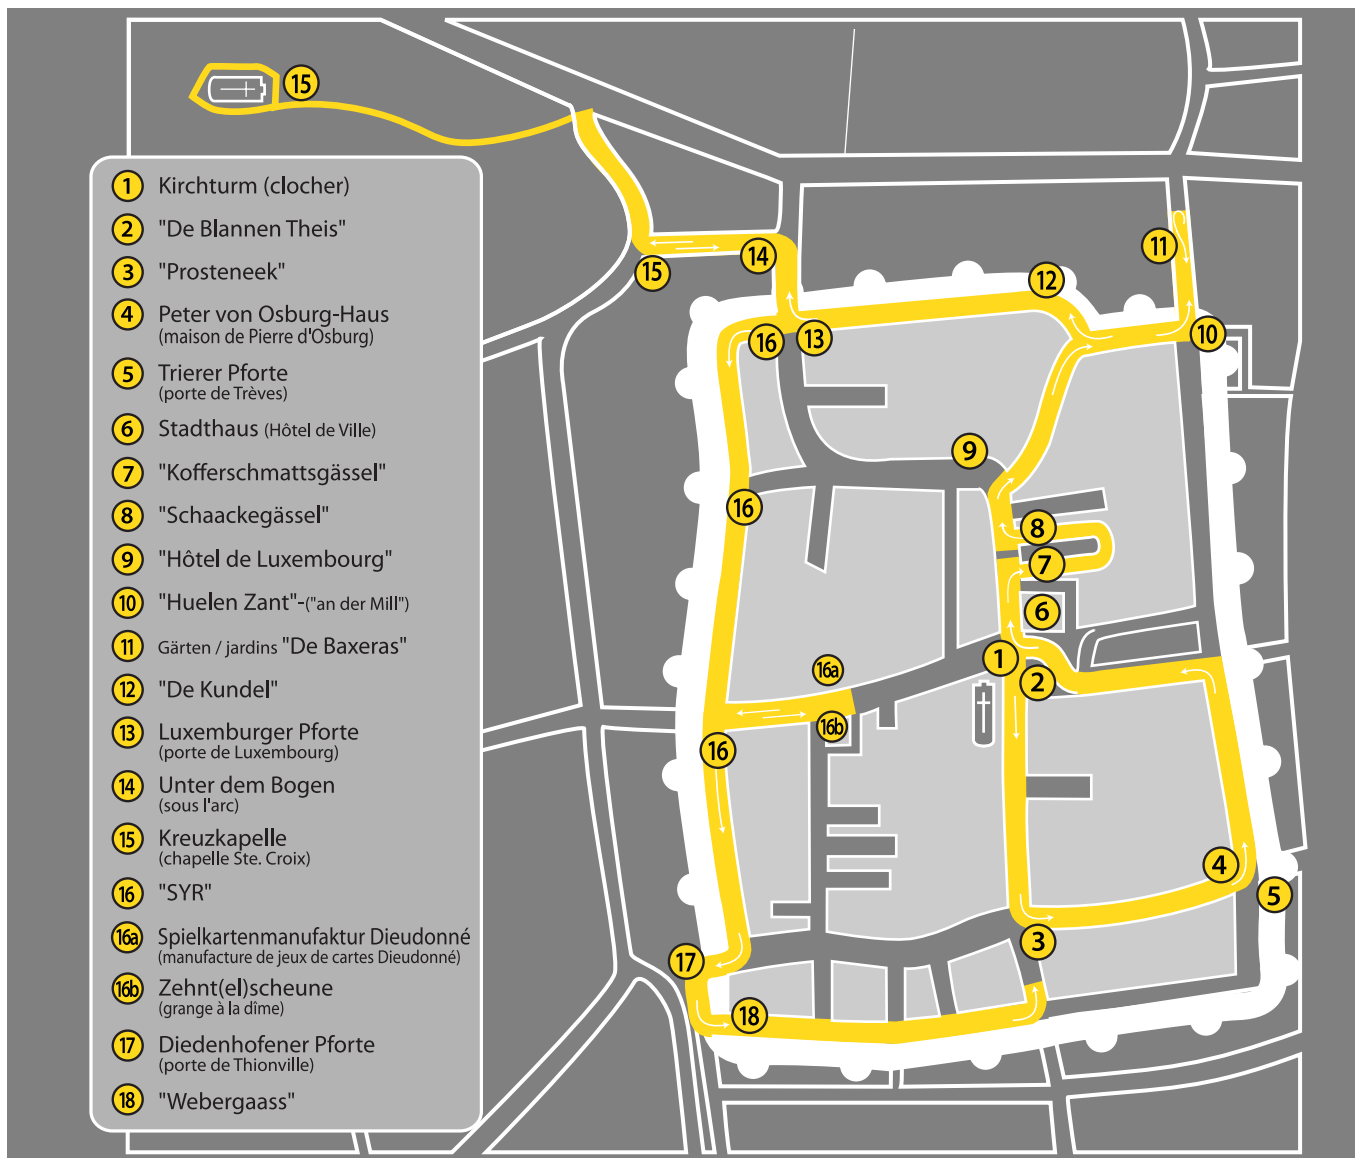 15
1 Kirchturm (clocher)
2 "De Blannen Theis"
3 "Prosteneek"
4 Peter von Osburg-Haus
(maison de Pierre d'Osburg)
5 Trierer Pforte
(porte de Trèves)
6 Stadthaus (Hôtel de Ville)
7 "Kofferschmattsgässel"
8 "Schaackegässel"
9 "Hôtel de Luxembourg"
10 "Huelen Zant"-("an der Mill")
11 Gärten / jardins "De Baxeras"
12 "De Kundel"
13 Luxemburger Pforte
(porte de Luxembourg)
14 Unter dem Bogen
(sous l'arc)
15 Kreuzkapelle
(chapelle Ste. Croix)
16 "SYR"
16a Spielkartenmanufaktur Dieudonné
(manufacture de jeux de cartes Dieudonné)
16b Zehnt(el)scheune
(grange à la dîme)
17 Diedenhofener Pforte
(porte de Thionville)
18 "Webergaass"
11
14
15
12
16
13
10
9
16
8
7
6
1
16a
2
16b
16
4
5
3
17
18